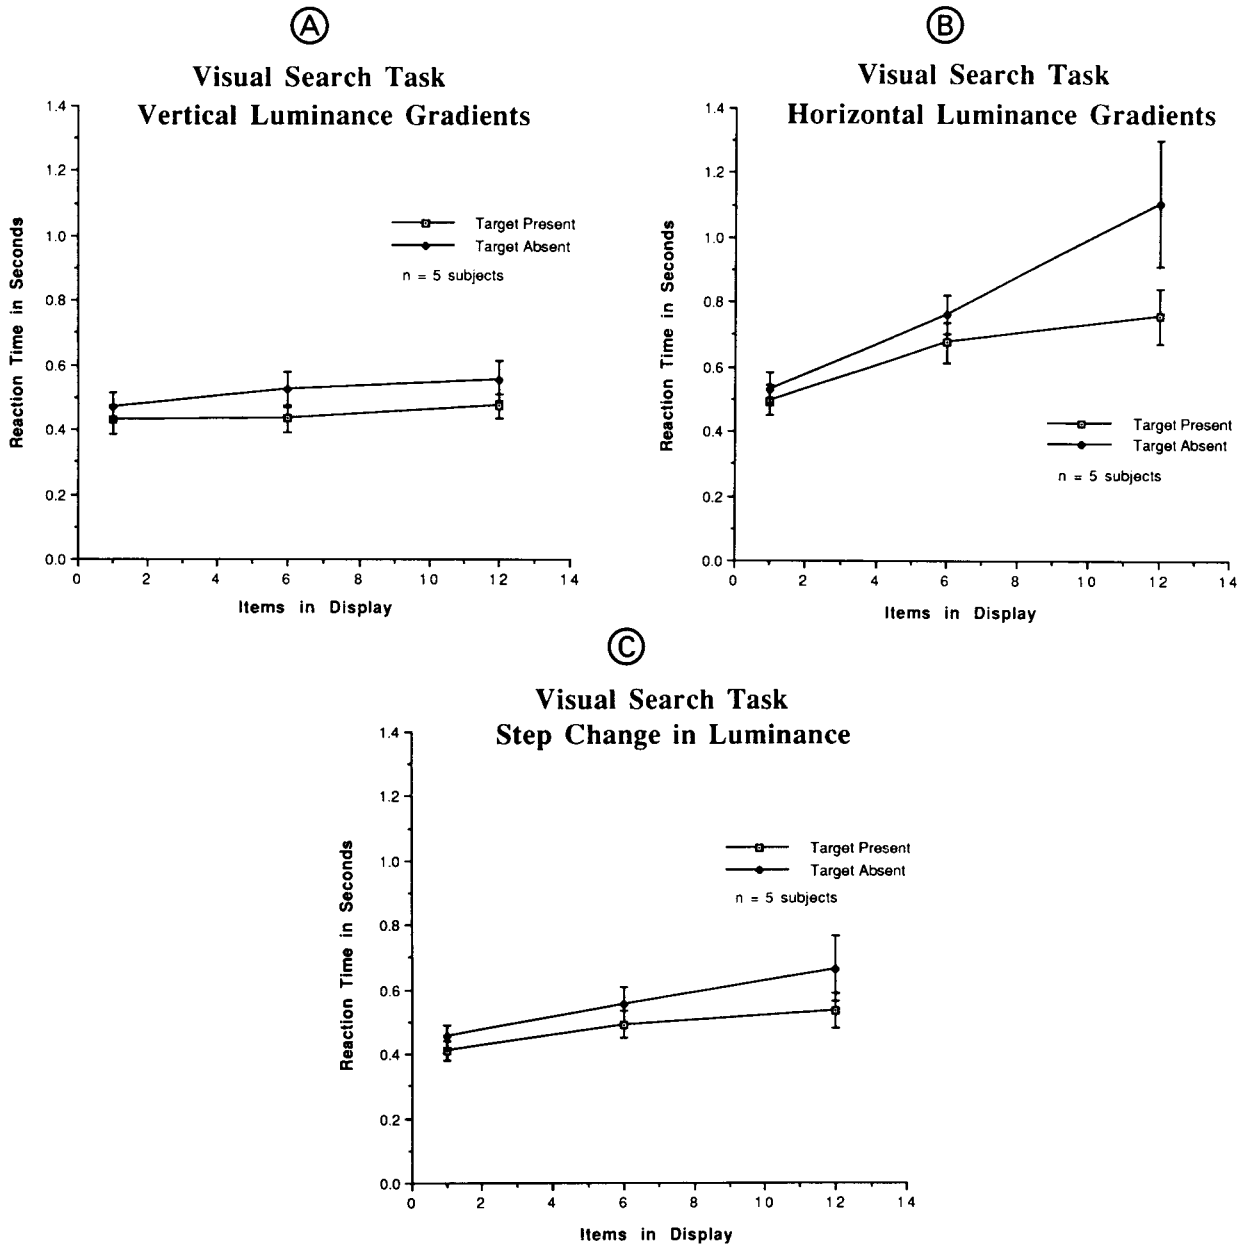 A
Visual Search Task
Vertical Luminance Gradients
1.4
1.2
1.0
0.8
0.6
0.4
0.2
0.0
Reaction Time in Seconds
Target Present
Target Absent
n = 5 subjects
0 2 4 6 8 10 12 14
Items in Display
B
Visual Search Task
Horizontal Luminance Gradients
1.4
1.2
1.0
0.8
0.6
0.4
0.2
0.0
Reaction Time in Seconds
Target Present
Target Absent
n = 5 subjects
0 2 4 6 8 10 12 14
Items in Display
C
Visual Search Task
Step Change in Luminance
1.4
1.2
1.0
0.8
0.6
0.4
0.2
0.0
Reaction Time in Seconds
Target Present
Target Absent
n = 5 subjects
0 2 4 6 8 10 12 14
Items in Display